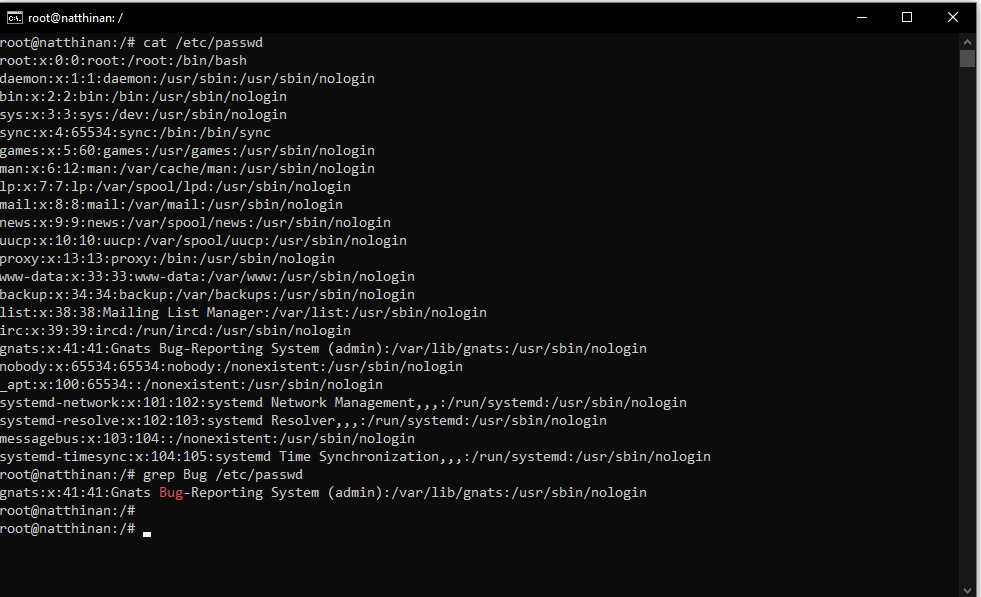 root@natthinan: /
root@natthinan:/# cat /etc/passwd
root:x:0:0:root:/root:/bin/bash
daemon:x:1:1:daemon:/usr/sbin:/usr/sbin/nologin
bin:x:2:2:bin:/bin:/usr/sbin/nologin
sys:x:3:3:sys:/dev:/usr/sbin/nologin
sync:x:4:65534:sync:/bin:/bin/sync
games:x:5:60:games:/usr/games:/usr/sbin/nologin
man:x:6:12:man:/var/cache/man:/usr/sbin/nologin
lp:x:7:7:lp:/var/spool/lpd:/usr/sbin/nologin
mail:x:8:8:mail:/var/mail:/usr/sbin/nologin
news:x:9:9:news:/var/spool/news:/usr/sbin/nologin
uucp:x:10:10:uucp:/var/spool/uucp:/usr/sbin/nologin
proxy:x:13:13:proxy:/bin:/usr/sbin/nologin
www-data:x:33:33:www-data:/var/www:/usr/sbin/nologin
backup:x:34:34:backup:/var/backups:/usr/sbin/nologin
list:x:38:38:Mailing List Manager:/var/list:/usr/sbin/nologin
irc:x:39:39:ircd:/run/ircd:/usr/sbin/nologin
gnats:x:41:41:Gnats Bug-Reporting System (admin):/var/lib/gnats:/usr/sbin/nologin
nobody:x:65534:65534:nobody:/nonexistent:/usr/sbin/nologin
_apt:x:100:65534::/nonexistent:/usr/sbin/nologin
systemd-network:x:101:102:systemd Network Management,,,:/run/systemd:/usr/sbin/nologin
systemd-resolve:x:102:103:systemd Resolver,,,:/run/systemd:/usr/sbin/nologin
messagebus:x:103:104::/nonexistent:/usr/sbin/nologin
systemd-timesync:x:104:105:systemd Time Synchronization,,,:/run/systemd:/usr/sbin/nologin
root@natthinan:/# grep Bug /etc/passwd
gnats:x:41:41:Gnats Bug-Reporting System (admin):/var/lib/gnats:/usr/sbin/nologin
root@natthinan:/#
root@natthinan:/#